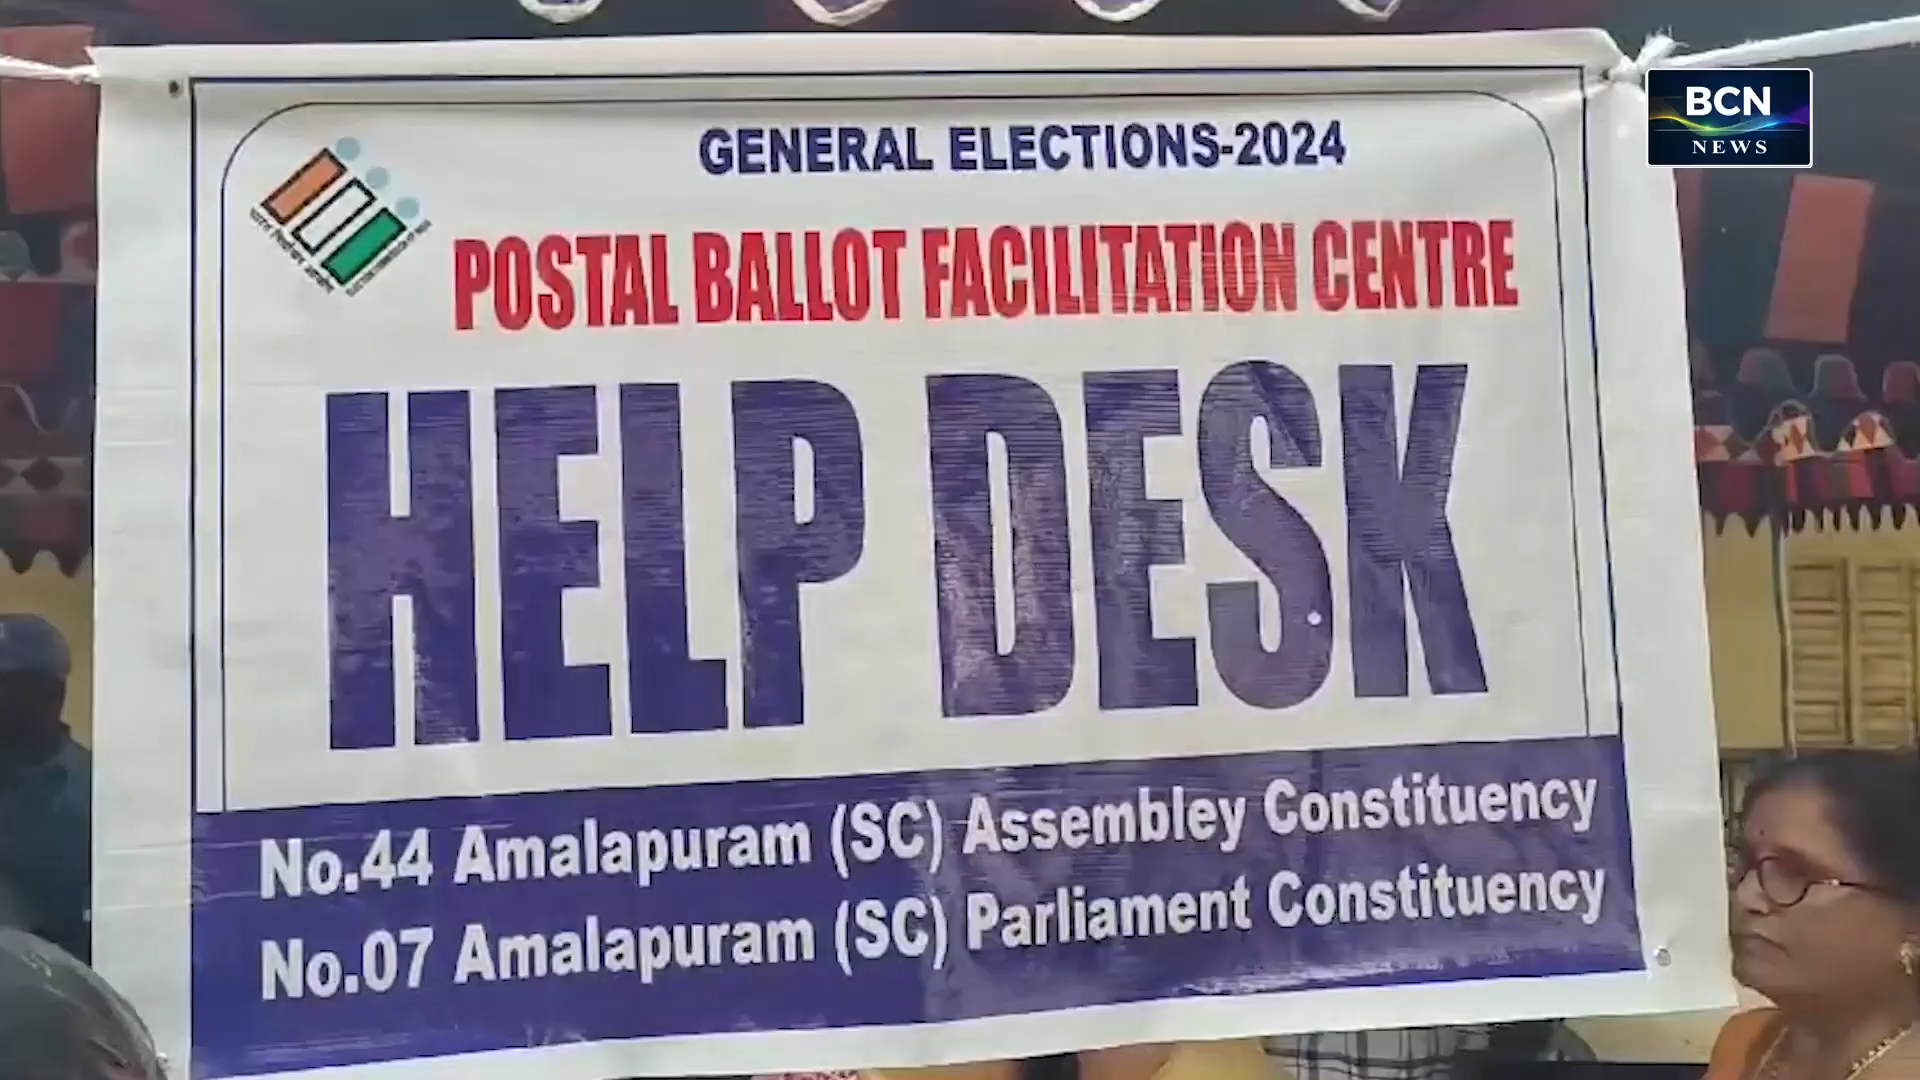 BCN
NEWS
GENERAL ELECTIONS-2024
POSTAL BALLOT FACILITATION CENTRE
HELP DESK
No.44 Amalapuram (SC) Assembley Constituency
No.07 Amalapuram (SC) Parliament Constituency